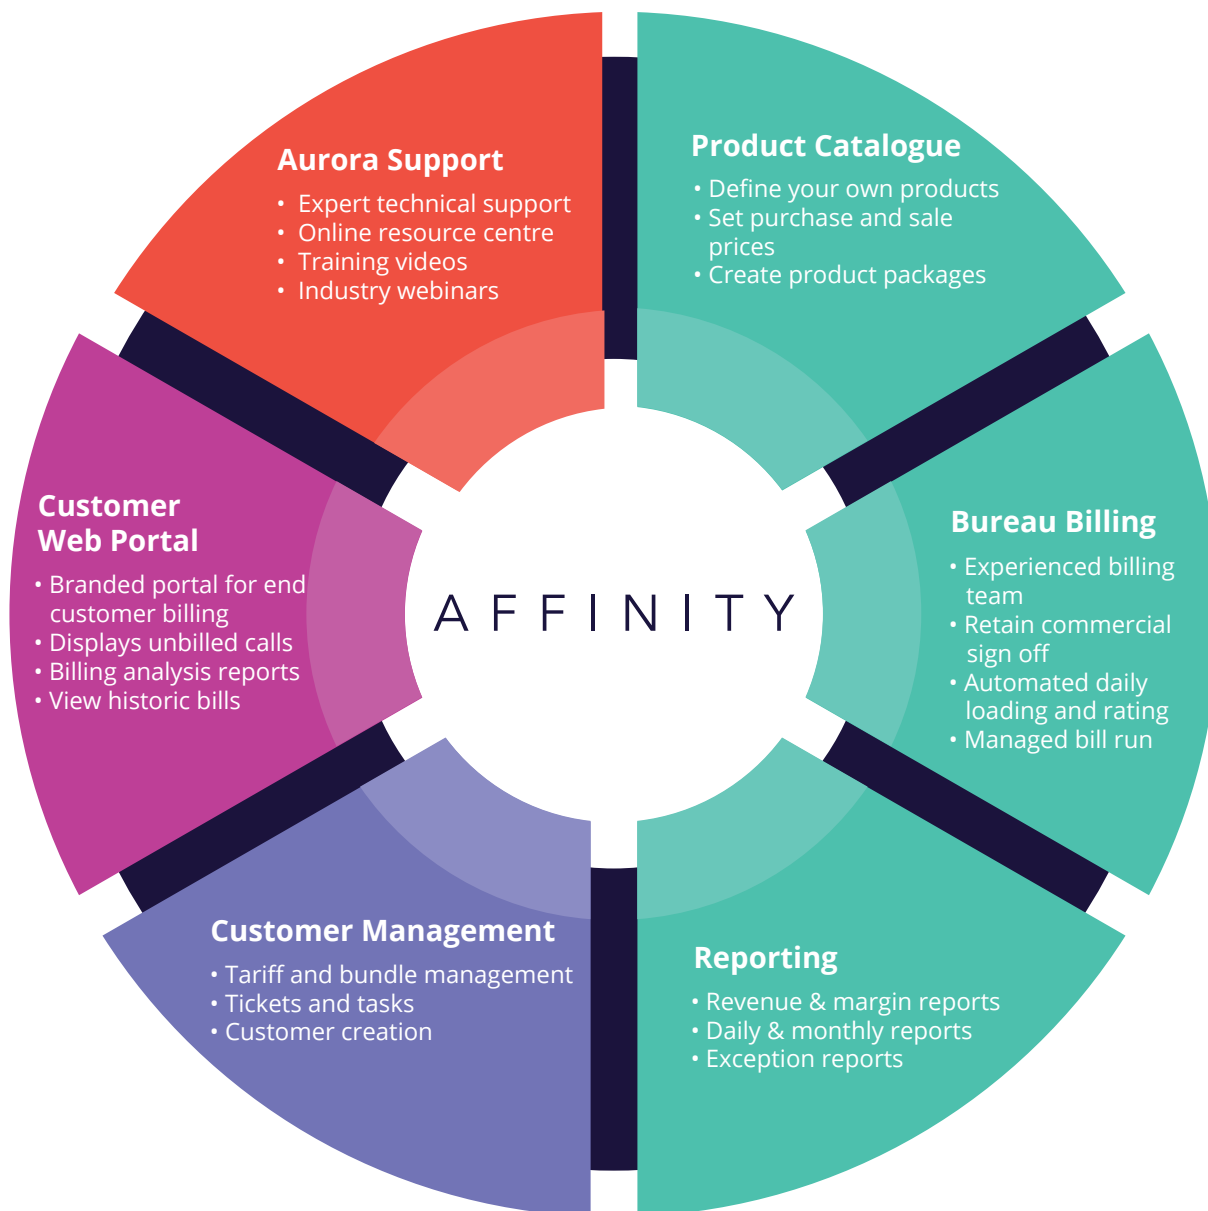 Aurora Support
• Expert technical support
• Online resource centre
• Training videos
• Industry webinars
Product Catalogue
• Define your own products
• Set purchase and sale
prices
• Create product packages
Bureau Billing
• Experienced billing
team
• Retain commercial
sign off
• Automated daily
loading and rating
• Managed bill run
Reporting
• Revenue & margin reports
• Daily & monthly reports
• Exception reports
Customer Management
• Tariff and bundle management
• Tickets and tasks
• Customer creation
Customer
Web Portal
• Branded portal for end
customer billing
• Displays unbilled calls
• Billing analysis reports
• View historic bills
AFFINITY